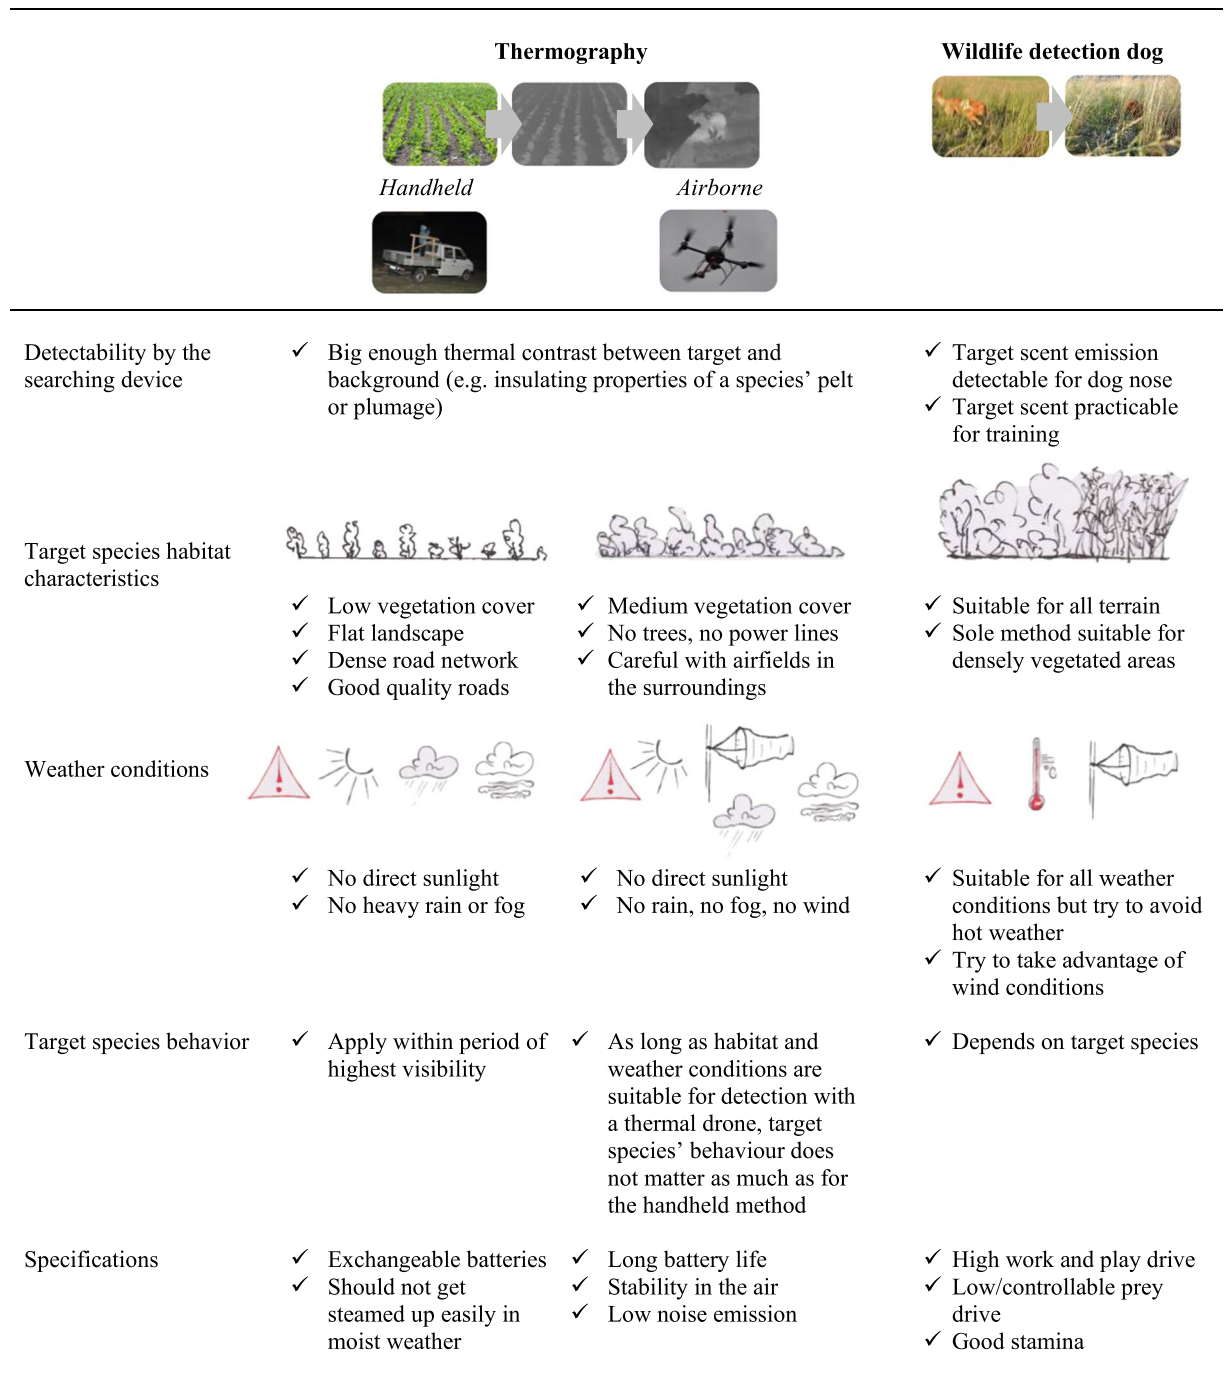 Thermography
Wildlife detection dog
Handheld
Airborne
Detectability by the
searching device
✓ Big enough thermal contrast between target and
background (e.g. insulating properties of a species’ pelt
or plumage)
✓ Target scent emission
detectable for dog nose
✓ Target scent practicable
for training
Target species habitat
characteristics
✓ Low vegetation cover
✓ Flat landscape
✓ Dense road network
✓ Good quality roads
✓ Medium vegetation cover
✓ No trees, no power lines
✓ Careful with airfields in
the surroundings
✓ Suitable for all terrain
✓ Sole method suitable for
densely vegetated areas
Weather conditions
!
!
!
°C
✓ No direct sunlight
✓ No heavy rain or fog
✓ No direct sunlight
✓ No rain, no fog, no wind
✓ Suitable for all weather
conditions but try to avoid
hot weather
✓ Try to take advantage of
wind conditions
Target species behavior
✓ Apply within period of
highest visibility
✓ As long as habitat and
weather conditions are
suitable for detection with
a thermal drone, target
species’ behaviour does
not matter as much as for
the handheld method
✓ Depends on target species
Specifications
✓ Exchangeable batteries
✓ Should not get
steamed up easily in
moist weather
✓ Long battery life
✓ Stability in the air
✓ Low noise emission
✓ High work and play drive
✓ Low/controllable prey
drive
✓ Good stamina